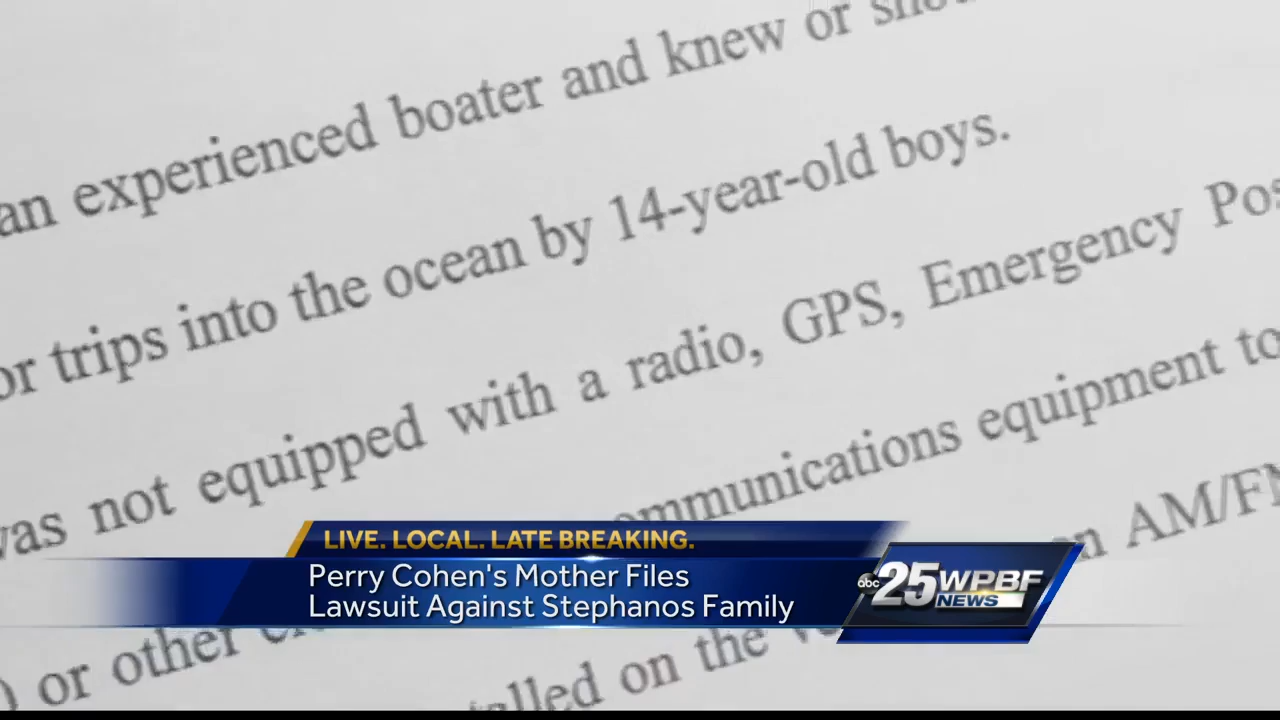 an experienced boater and knew or
or trips into the ocean by 14-year-old boys.
was not equipped with a radio, GPS, Emergency
communications equipment to
an AM/FM
) or other
on the
LIVE. LOCAL. LATE BREAKING.
Perry Cohen's Mother Files
Lawsuit Against Stephanos Family
abc 25 WPBF
NEWS